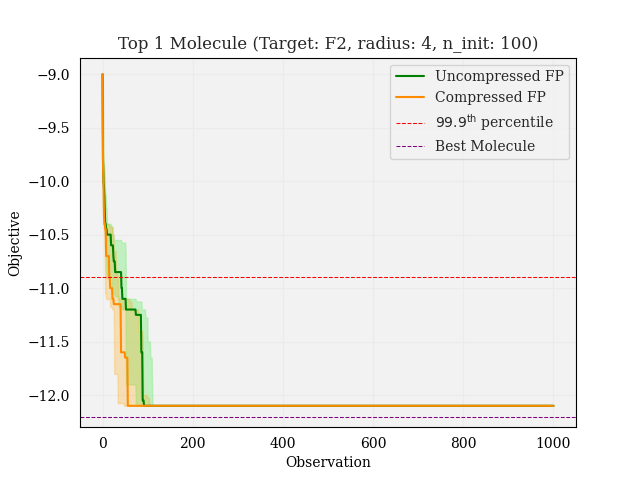 Top 1 Molecule (Target: F2, radius: 4, n_init: 100)
Uncompressed FP
Compressed FP
99.9th percentile
Best Molecule
Objective
−9.0
−9.5
−10.0
−10.5
−11.0
−11.5
−12.0
0 200 400 600 800 1000
Observation